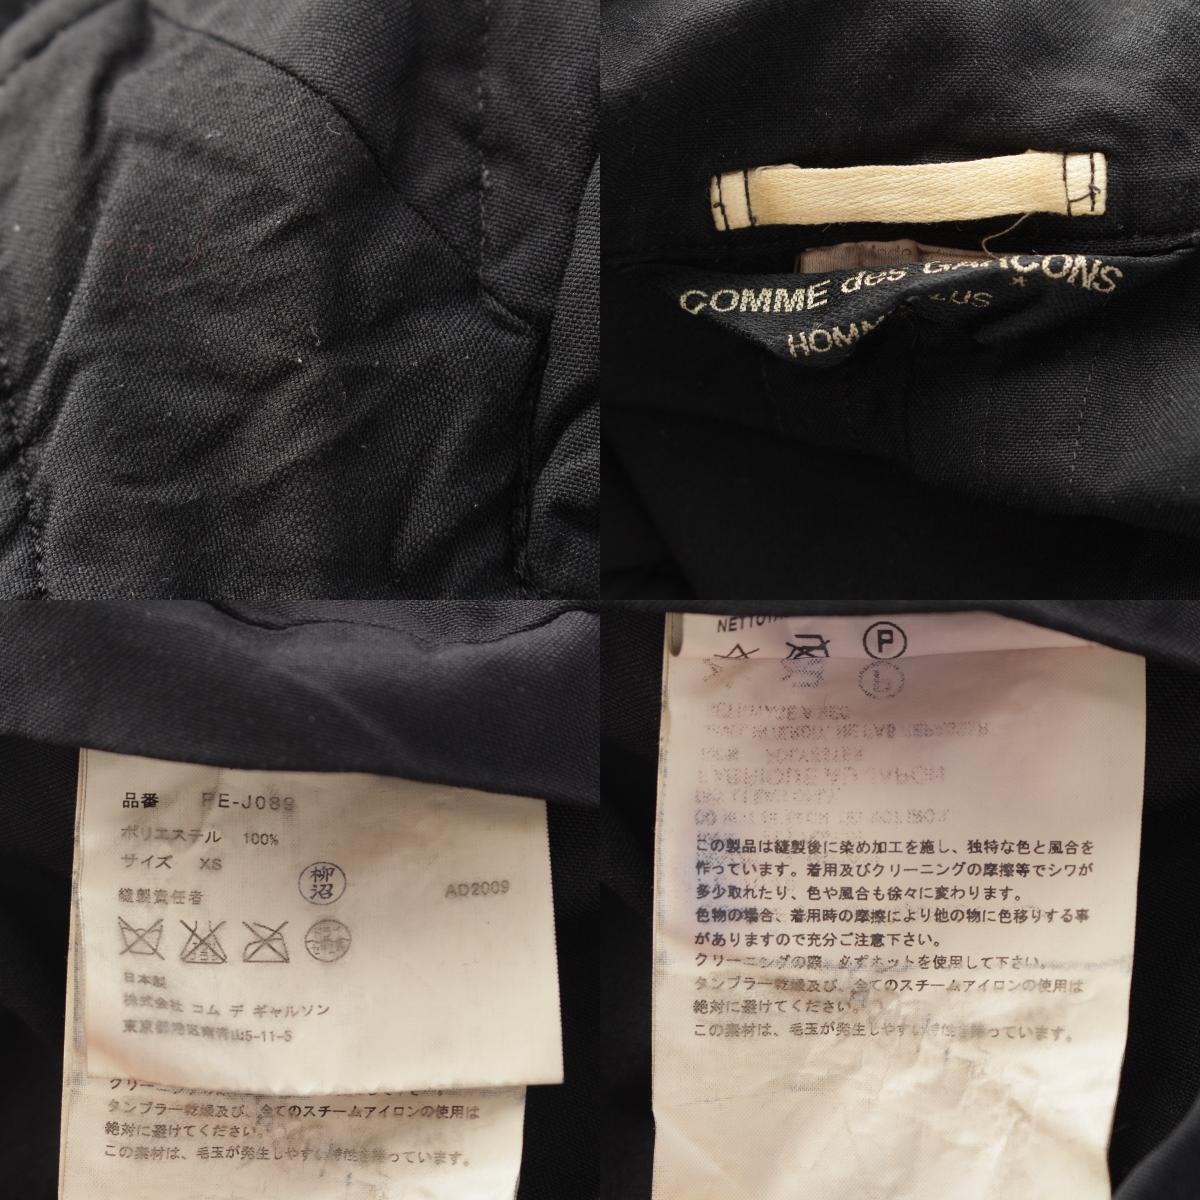 COMME des GARCONS
HOMME
品番 PE-J089
ポリエステル 100%
サイズ XS
縫製責任者
柳沼
AD2009
日本製
株式会社 コム デ ギャルソン
東京都港区南青山5-11-5
クリーニング
タンブラー乾燥及び、全てのスチームアイロンの使用は
絶対に避けてください。
この素材は、毛玉が発生しやすい特性を持っています。
P
この製品は縫製後に染め加工を施し、独特な色と風合を
作っています。着用及びクリーニングの摩擦等でシワが
多少取れたり、色や風合も徐々に変わります。
色物の場合、着用時の摩擦により他の物に色移りする事
がありますので充分ご注意下さい。
クリーニングの際、必ずネットを使用して下さい。
タンブラー乾燥及び、全てのスチームアイロンの使用は
絶対に避けてください。
この素材は、毛玉が発生しやすい特性を持っています。